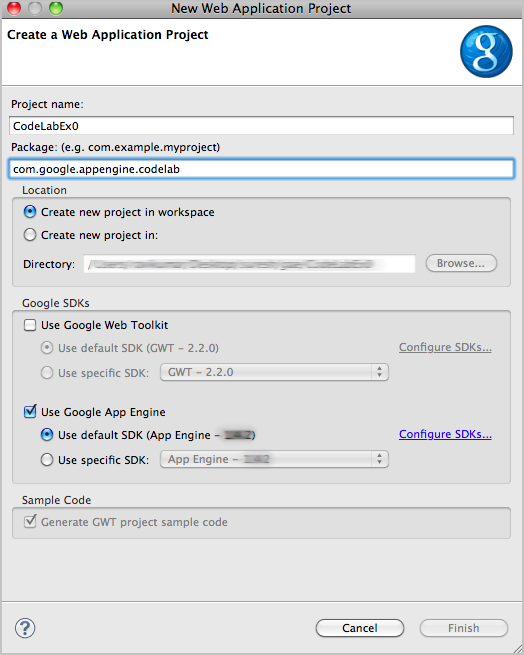 New Web Application Project
Create a Web Application Project
g
Project name:
CodeLabEx0
Package: (e.g. com.example.myproject)
com.google.appengine.codelab
Location
Create new project in workspace
Create new project in:
Directory:
Browse...
Google SDKs
Use Google Web Toolkit
Use default SDK (GWT - 2.2.0) Configure SDKs...
Use specific SDK: GWT - 2.2.0
Use Google App Engine
Use default SDK (App Engine - ) Configure SDKs...
Use specific SDK: App Engine -
Sample Code
Generate GWT project sample code
? Cancel Finish